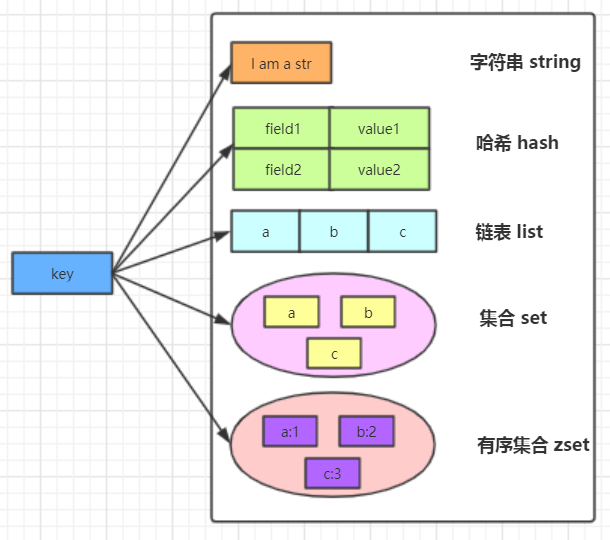 I am a str
字符串 string
field1 value1
哈希 hash
field2 value2
a b c
链表 list
key
a b
集合 set
c
a:1 b:2
有序集合 zset
c:3